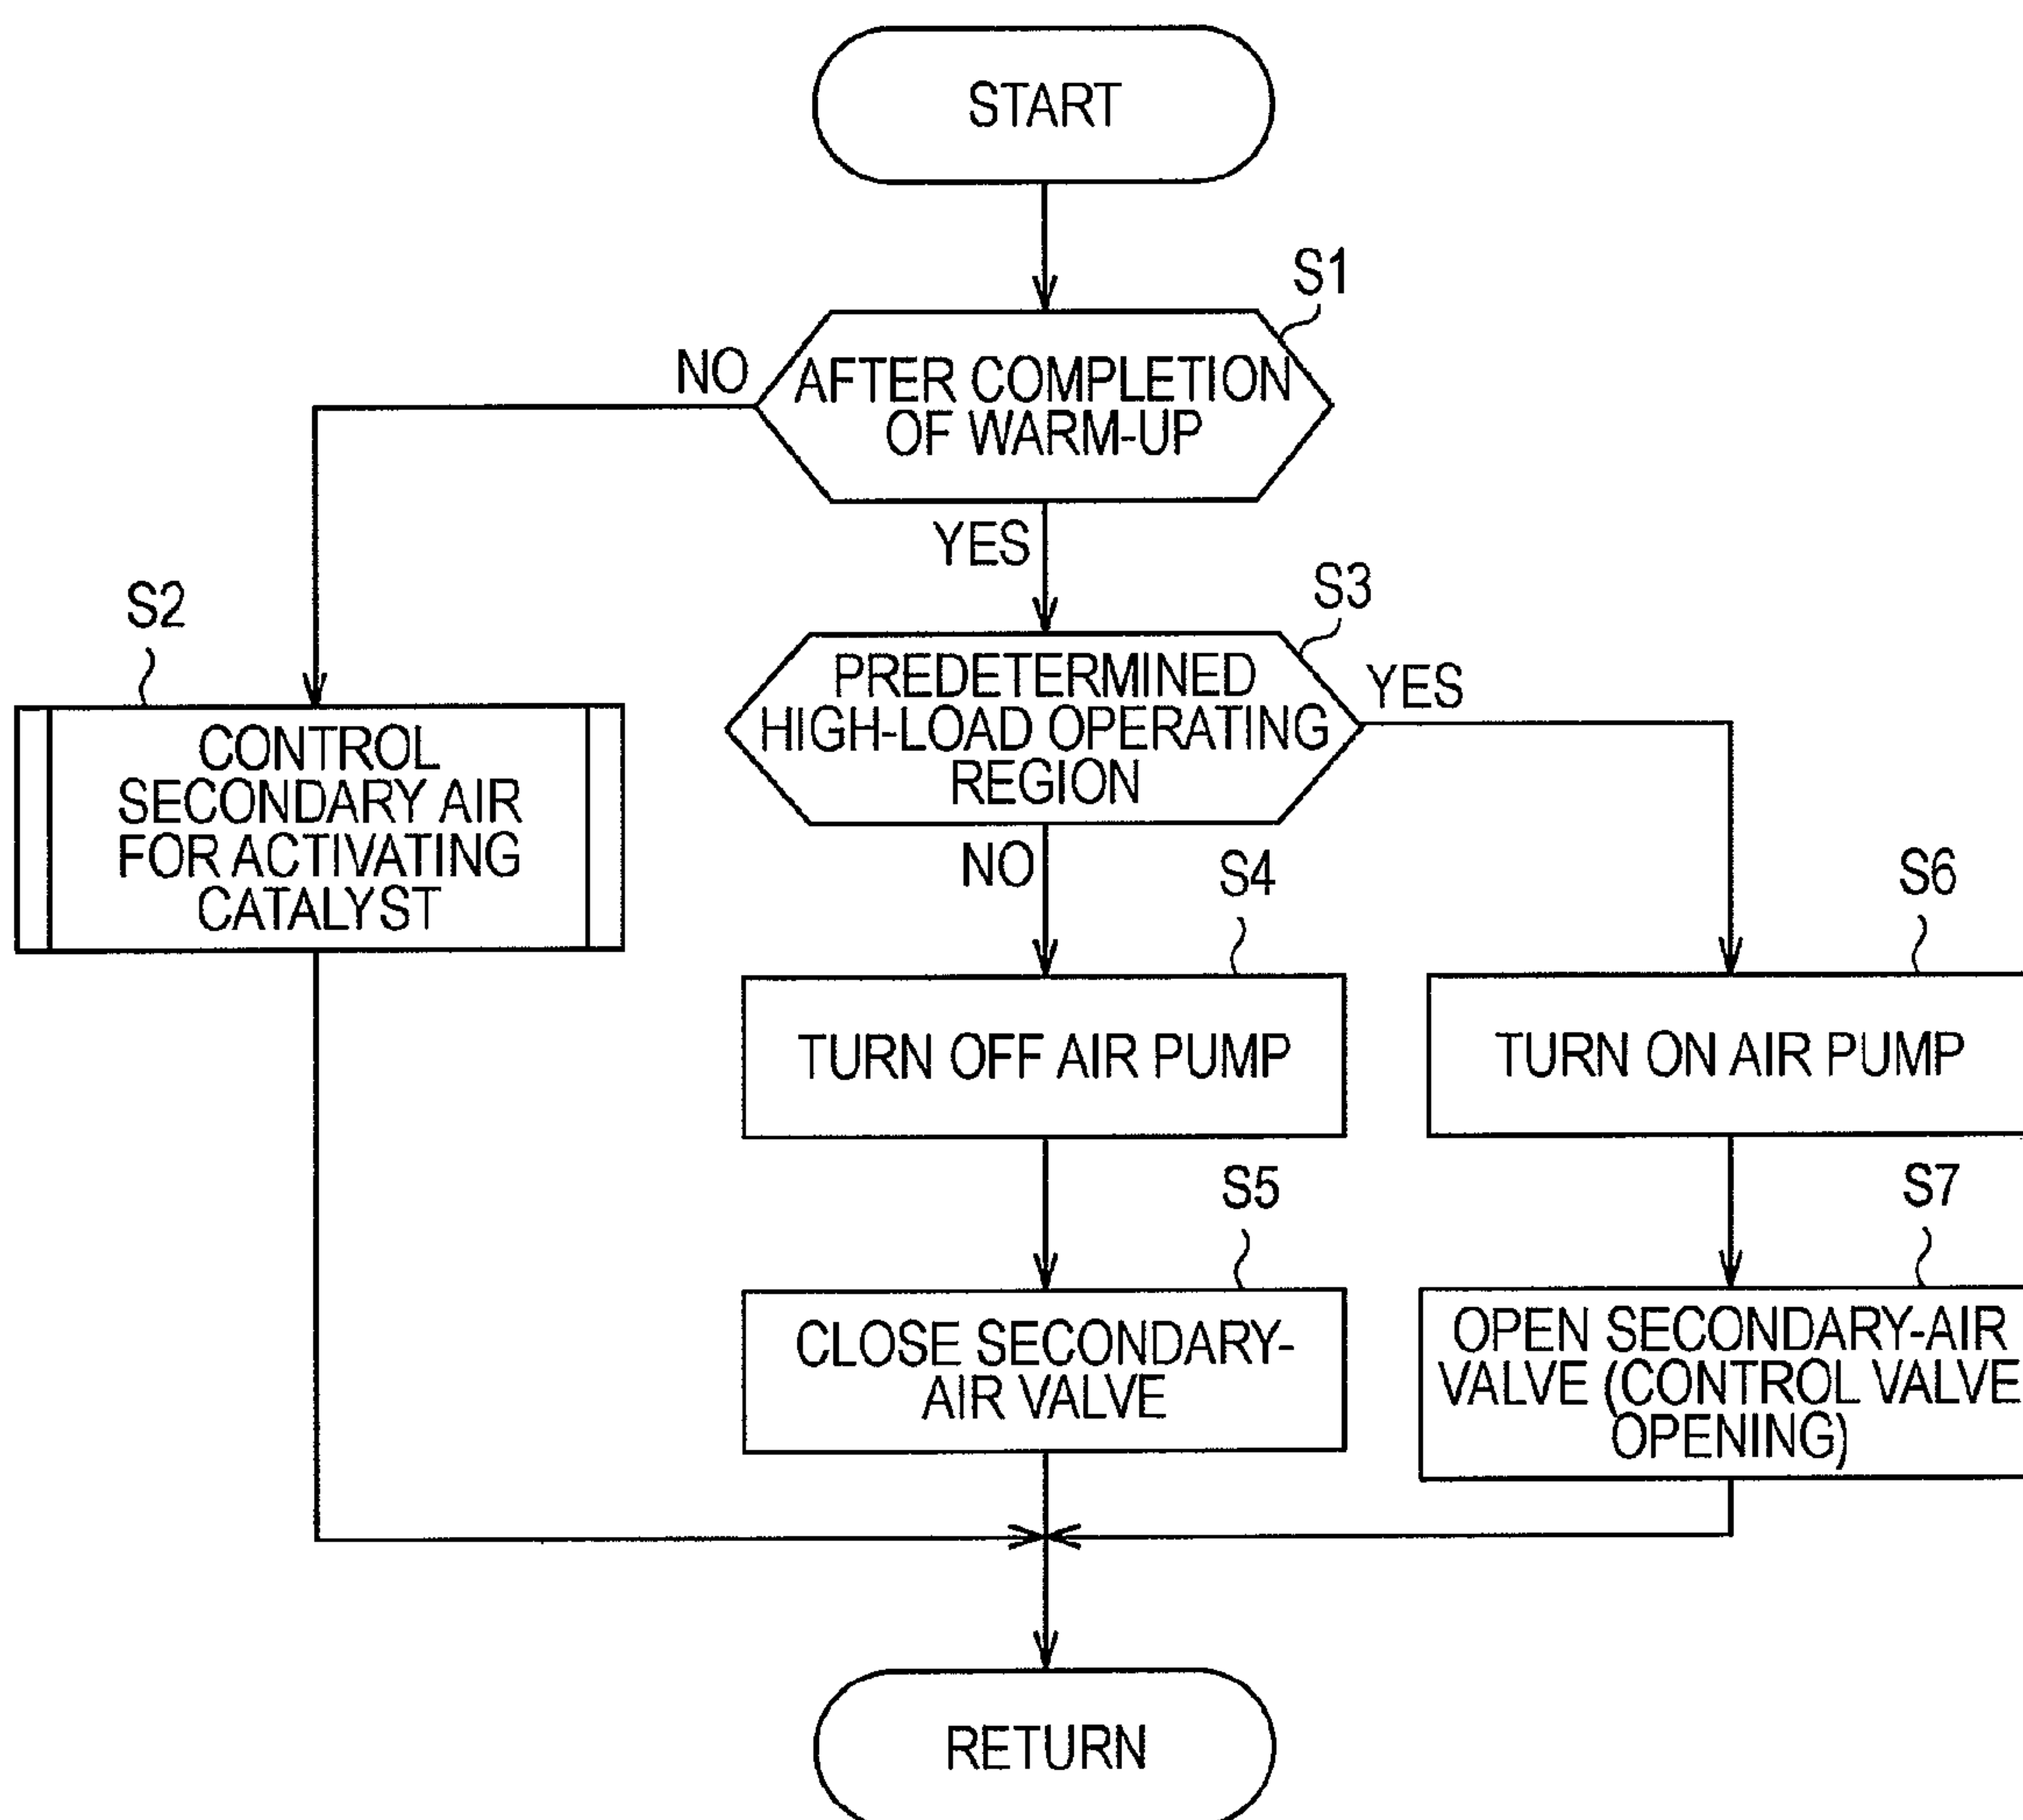 START
S1
NO
AFTER COMPLETION
OF WARM-UP
YES
S2
S3
PREDETERMINED
HIGH-LOAD OPERATING
REGION
YES
CONTROL
SECONDARY AIR
FOR ACTIVATING
CATALYST
NO
S4
S6
TURN OFF AIR PUMP
TURN ON AIR PUMP
S5
S7
CLOSE SECONDARY-
AIR VALVE
OPEN SECONDARY-AIR
VALVE (CONTROL VALVE
OPENING)
RETURN